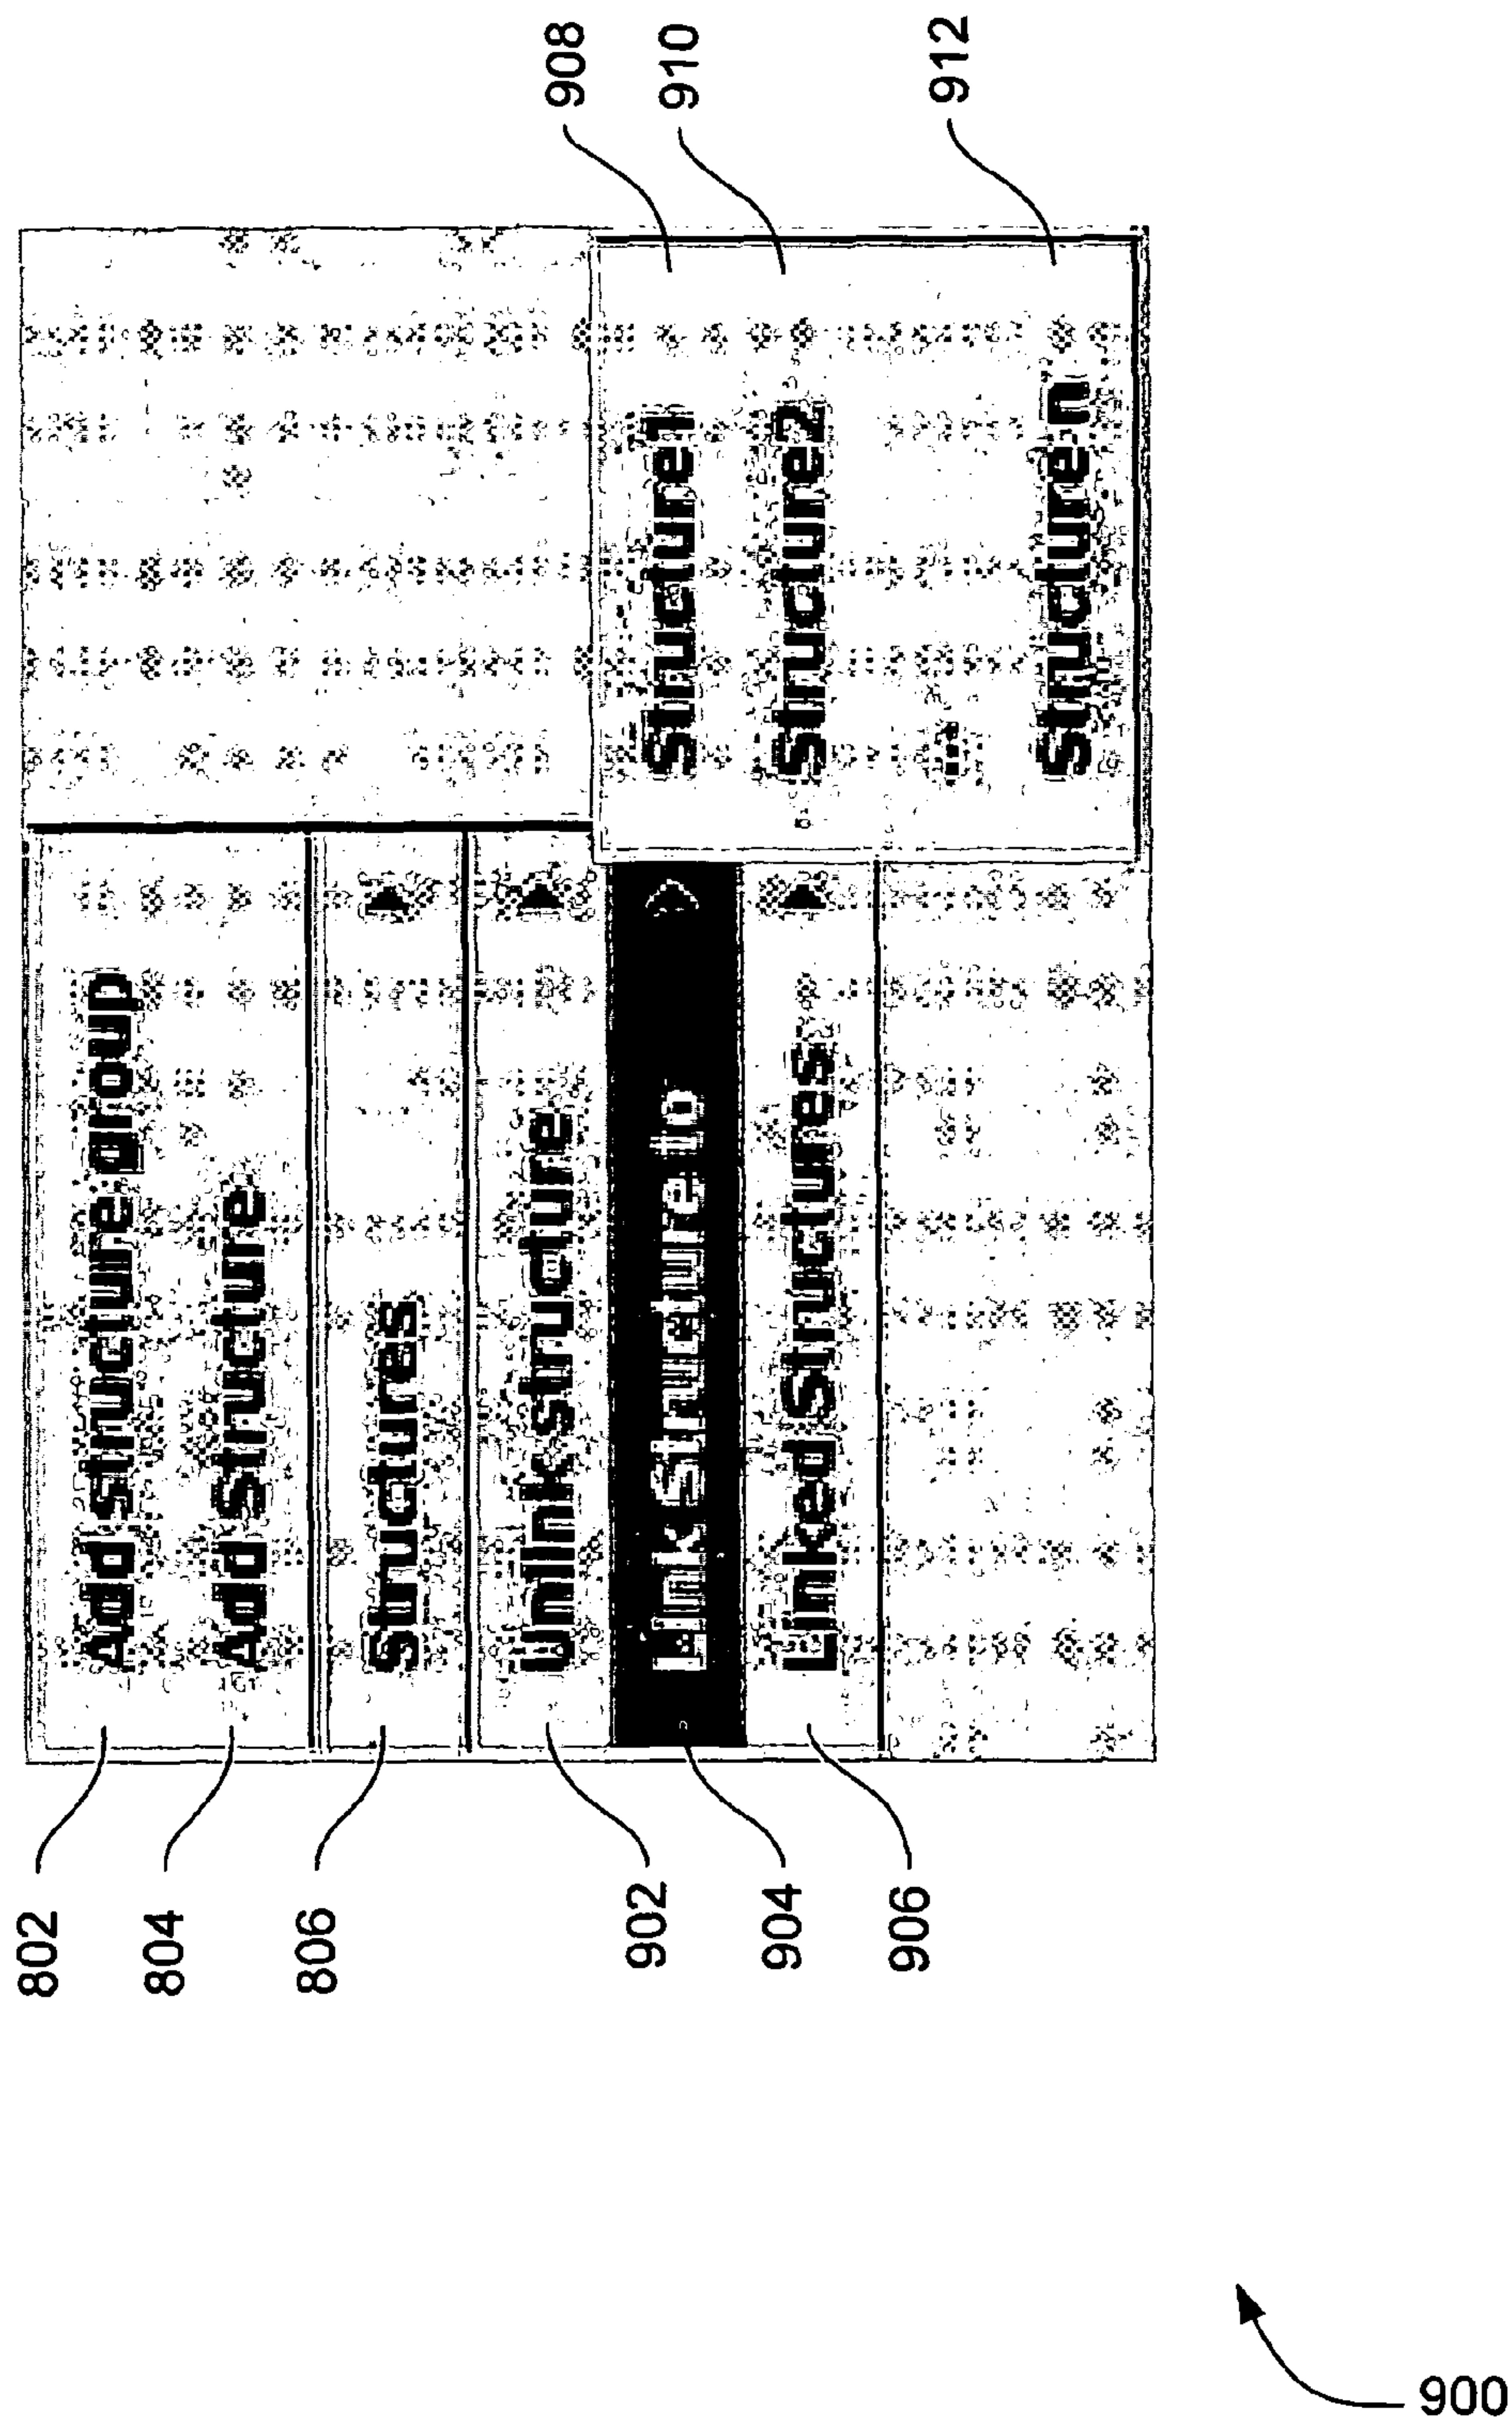 802
Add structure group
804
Add Structure
806
Structures
902
Unlink structure
904
Link Structure to
906
Linked Structures
Structure1
908
Structure2
910
...
Structure n
912
900